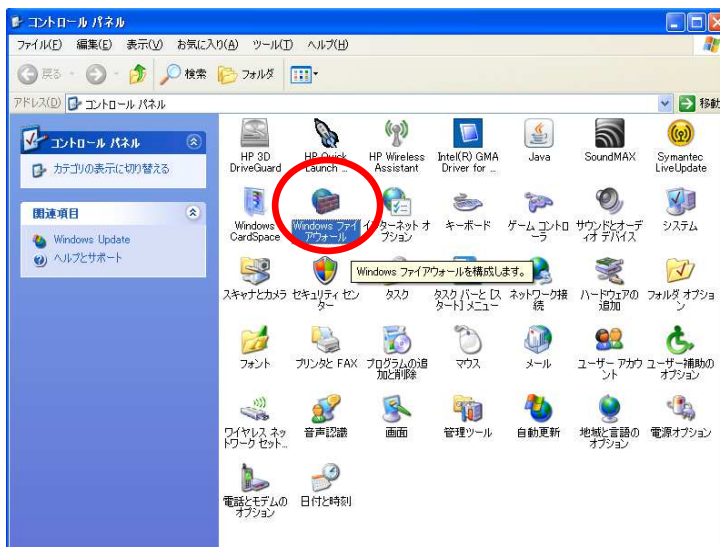 コントロール パネル
ファイル(F) 編集(E) 表示(V) お気に入り(A) ツール(T) ヘルプ(H)
戻る 検索 フォルダ
アドレス(D) コントロール パネル 移動
コントロール パネル
カテゴリの表示に切り替える
関連項目
Windows Update
ヘルプとサポート
HP 3D
DriveGuard
HP Quick
Launch ...
HP Wireless
Assistant
Intel(R) GMA
Driver for ...
Java
SoundMAX
Symantec
LiveUpdate
Windows
CardSpace
Windows ファイ
アウォール
インターネット オ
プション
キーボード
ゲーム コントロ
ーラ
サウンドとオーデ
ィオ デバイス
システム
Windows ファイアウォールを構成します。
スキャナとカメラ
セキュリティ セン
ター
タスク
タスク バーと [ス
タート] メニュー
ネットワーク接
続
ハードウェアの
追加
フォルダ オプショ
ン
フォント
プリンタと FAX
プログラムの追
加と削除
マウス
メール
ユーザー アカウ
ント
ユーザー補助の
オプション
ワイヤレス ネッ
トワーク セット...
音声認識
画面
管理ツール
自動更新
地域と言語の
オプション
電源オプション
電話とモデムの
オプション
日付と時刻